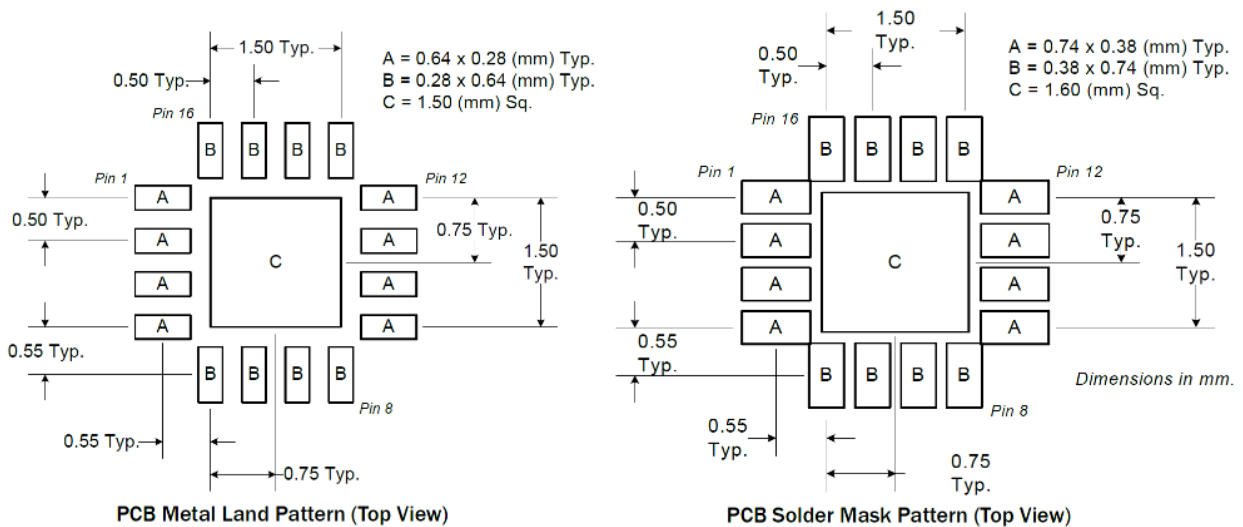 1.50 Typ.
0.50 Typ.
A = 0.64 x 0.28 (mm) Typ.
B = 0.28 x 0.64 (mm) Typ.
C = 1.50 (mm) Sq.
Pin 16
B
B
B
B
Pin 1
A
A
Pin 12
0.50 Typ.
A
A
0.75 Typ.
C
1.50
Typ.
A
A
A
A
0.55 Typ.
B
B
B
B
Pin 8
0.55 Typ.
0.75 Typ.
PCB Metal Land Pattern (Top View)
1.50
Typ.
0.50
Typ.
A = 0.74 x 0.38 (mm) Typ.
B = 0.38 x 0.74 (mm) Typ.
C = 1.60 (mm) Sq.
Pin 16
B
B
B
B
Pin 1
A
A
Pin 12
0.50
Typ.
A
A
0.75
Typ.
C
1.50
Typ.
A
A
A
A
0.55
Typ.
B
B
B
B
Dimensions in mm.
Pin 8
0.55
Typ.
0.75
Typ.
PCB Solder Mask Pattern (Top View)